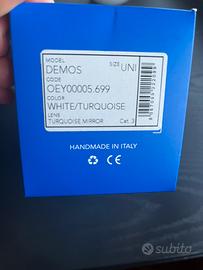 MODEL
DEMOS
SIZE
UNI
CODE
OEY00005.699
COLOR
WHITE/TURQUOISE
LENS
TURQUOISE MIRROR
Cat. 3
HANDMADE IN ITALY
CE
subito